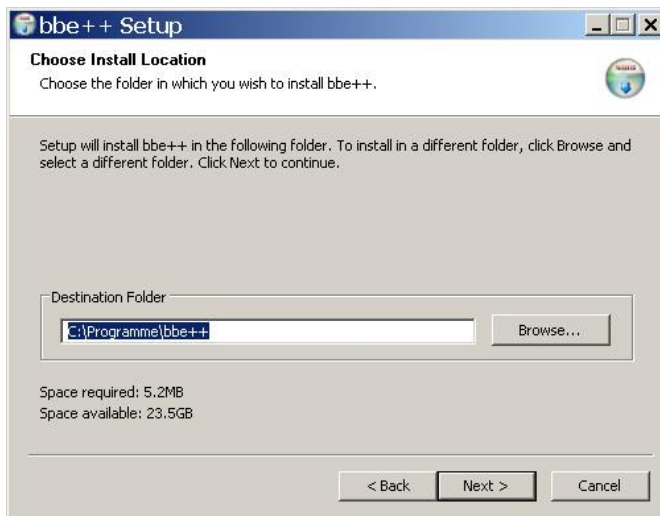 bbe++ Setup
Choose Install Location
Choose the folder in which you wish to install bbe++.
Setup will install bbe++ in the following folder. To install in a different folder, click Browse and
select a different folder. Click Next to continue.
Destination Folder
C:\Programme\bbe++
Browse...
Space required: 5.2MB
Space available: 23.5GB
< Back
Next >
Cancel